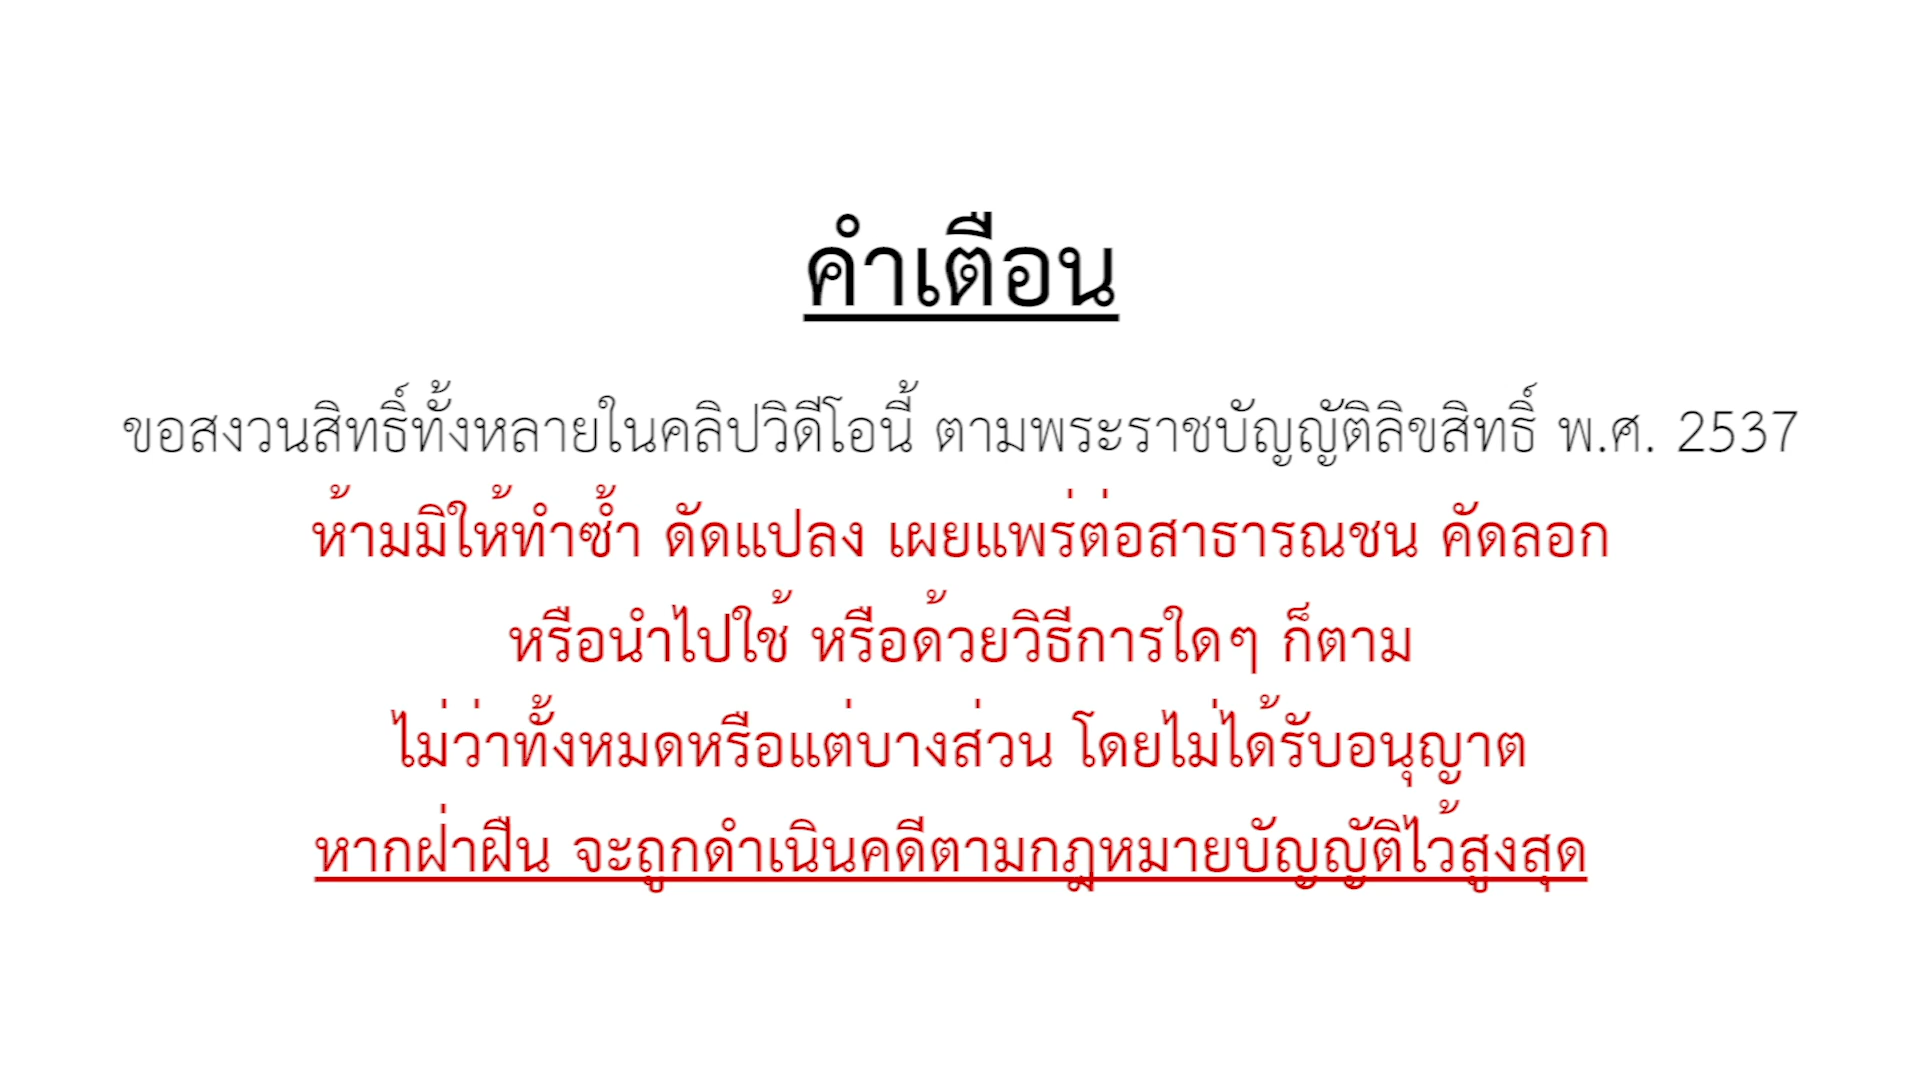 คำเตือน
ขอสงวนสิทธิ์ทั้งหลายในคลิปวิดีโอนี้ ตามพระราชบัญญัติลิขสิทธิ์ พ.ศ. 2537
ห้ามมิให้ทำซ้ำ ดัดแปลง เผยแพร่ต่อสาธารณชน คัดลอก
หรือนำไปใช้ หรือด้วยวิธีการใดๆ ก็ตาม
ไม่ว่าทั้งหมดหรือแต่บางส่วน โดยไม่ได้รับอนุญาต
หากฝ่าฝืน จะถูกดำเนินคดีตามกฎหมายบัญญัติไว้สูงสุด